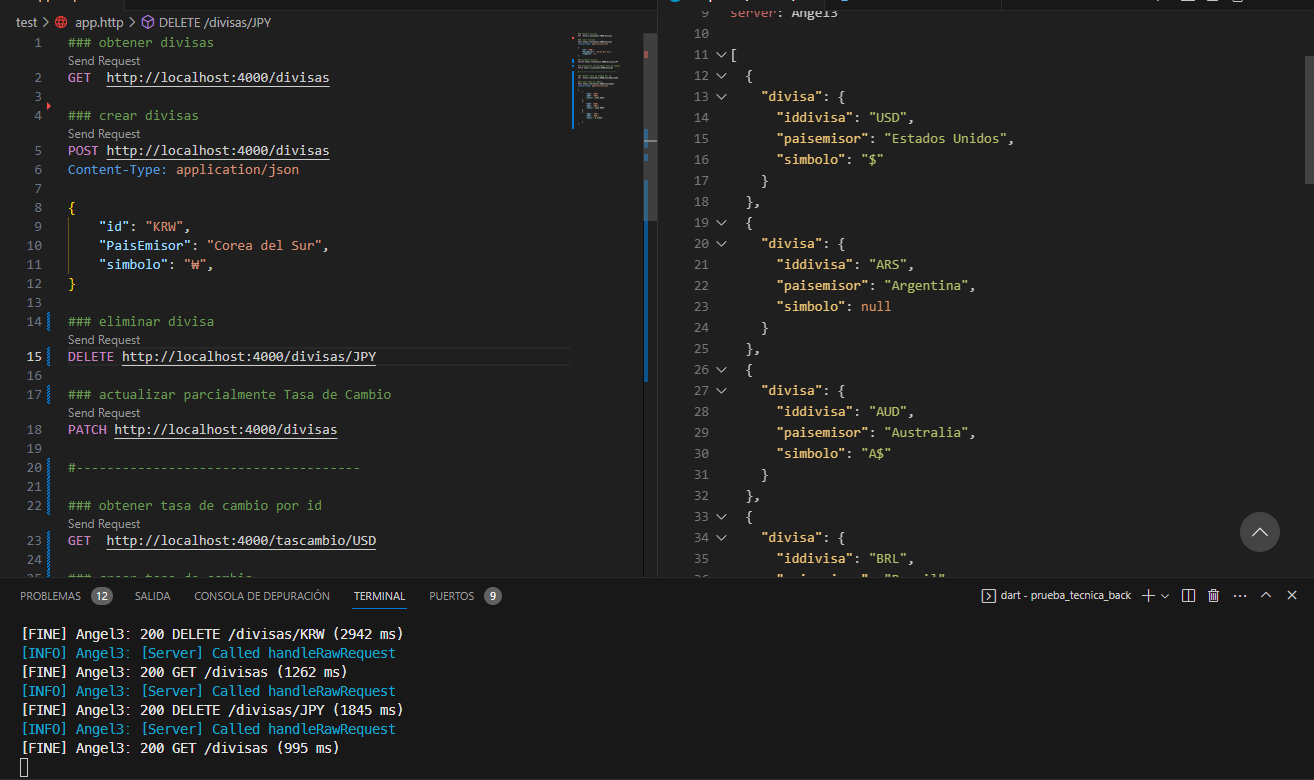 test > app.http > DELETE /divisas/JPY
1 ### obtener divisas
Send Request
2 GET http://localhost:4000/divisas
3
4 ### crear divisas
Send Request
5 POST http://localhost:4000/divisas
6 Content-Type: application/json
7
8 {
9 "id": "KRW",
10 "PaisEmisor": "Corea del Sur",
11 "simbolo": "₩",
12 }
13
14 ### eliminar divisa
Send Request
15 DELETE http://localhost:4000/divisas/JPY
16
17 ### actualizar parcialmente Tasa de Cambio
Send Request
18 PATCH http://localhost:4000/divisas
19
20 #-------------------------------------
21
22 ### obtener tasa de cambio por id
Send Request
23 GET http://localhost:4000/tascambio/USD
24
25 ### crear tasa de cambio
9 server: Angel3
10
11 [
12 {
13 "divisa": {
14 "iddivisa": "USD",
15 "paisemisor": "Estados Unidos",
16 "simbolo": "$"
17 }
18 },
19 {
20 "divisa": {
21 "iddivisa": "ARS",
22 "paisemisor": "Argentina",
23 "simbolo": null
24 }
25 },
26 {
27 "divisa": {
28 "iddivisa": "AUD",
29 "paisemisor": "Australia",
30 "simbolo": "A$"
31 }
32 },
33 {
34 "divisa": {
35 "iddivisa": "BRL",
36 "paisemisor": "Brasil",
PROBLEMAS 12 SALIDA CONSOLA DE DEPURACIÓN TERMINAL PUERTOS 9 dart - prueba_tecnica_back
[FINE] Angel3: 200 DELETE /divisas/KRW (2942 ms)
[INFO] Angel3: [Server] Called handleRawRequest
[FINE] Angel3: 200 GET /divisas (1262 ms)
[INFO] Angel3: [Server] Called handleRawRequest
[FINE] Angel3: 200 DELETE /divisas/JPY (1845 ms)
[INFO] Angel3: [Server] Called handleRawRequest
[FINE] Angel3: 200 GET /divisas (995 ms)